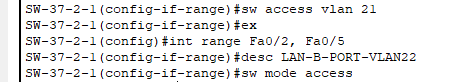 SW-37-2-1(config-if-range)#sw access vlan 21
SW-37-2-1(config-if-range)#ex
SW-37-2-1(config)#int range Fa0/2, Fa0/5
SW-37-2-1(config-if-range)#desc LAN-B-PORT-VLAN22
SW-37-2-1(config-if-range)#sw mode access